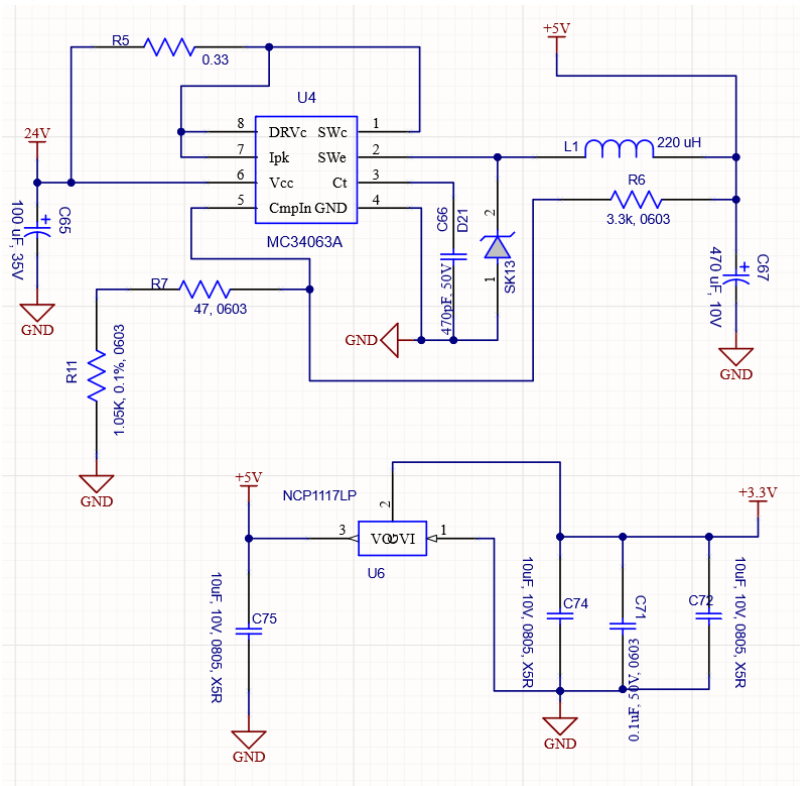 +5V
R5
0.33
U4
24V
8
DRVc
SWc
1
7
Ipk
SWe
2
6
Vcc
Ct
3
5
CmpIn
GND
4
MC34063A
L1
220 uH
R6
3.3k, 0603
C65
100 uF, 35V
GND
C66
470pF, 50V
D21
2
1
SK13
C67
470 uF, 10V
GND
R7
47, 0603
GND
R11
1.05K, 0.1%, 0603
GND
+5V
NCP1117LP
2
3
VO
VI
1
U6
+3.3V
10uF, 10V, 0805, X5R
C75
GND
10uF, 10V, 0805, X5R
C74
C71
0.1uF, 50V, 0603
C72
10uF, 10V, 0805, X5R
GND